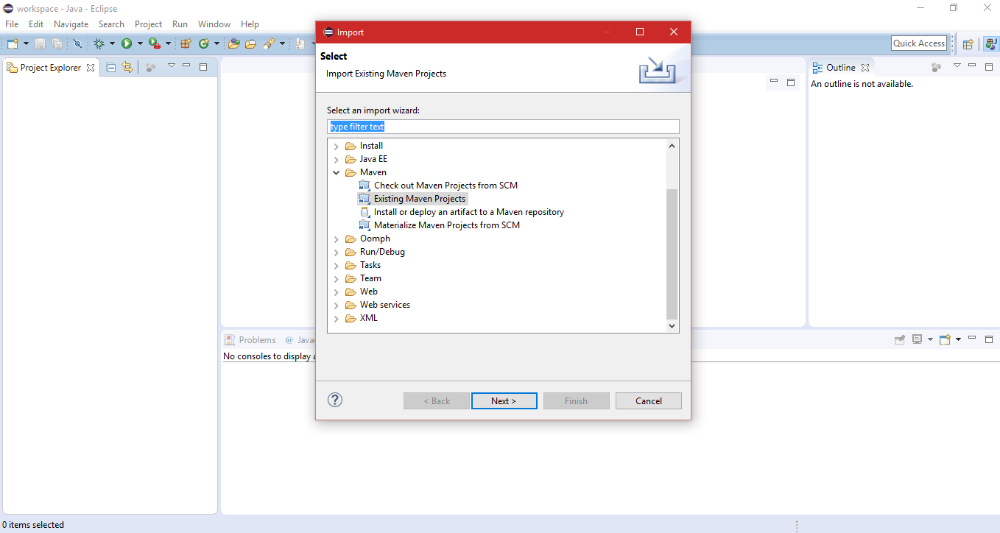 workspace - Java - Eclipse
File Edit Navigate Search Project Run Window Help
Quick Access
Project Explorer
Outline
An outline is not available.
Import
Select
Import Existing Maven Projects
Select an import wizard:
type filter text
Install
Java EE
Maven
Check out Maven Projects from SCM
Existing Maven Projects
Install or deploy an artifact to a Maven repository
Materialize Maven Projects from SCM
Oomph
Run/Debug
Tasks
Team
Web
Web services
XML
< Back Next > Finish Cancel
Problems @ Java
No consoles to display a
0 items selected